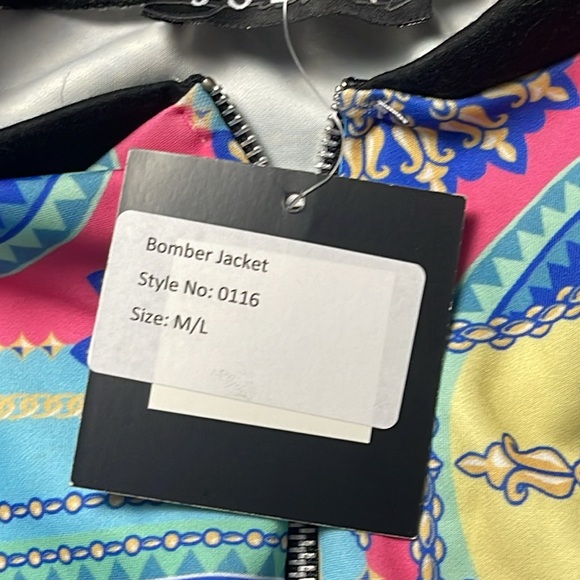 Bomber Jacket
Style No: 0116
Size: M/L